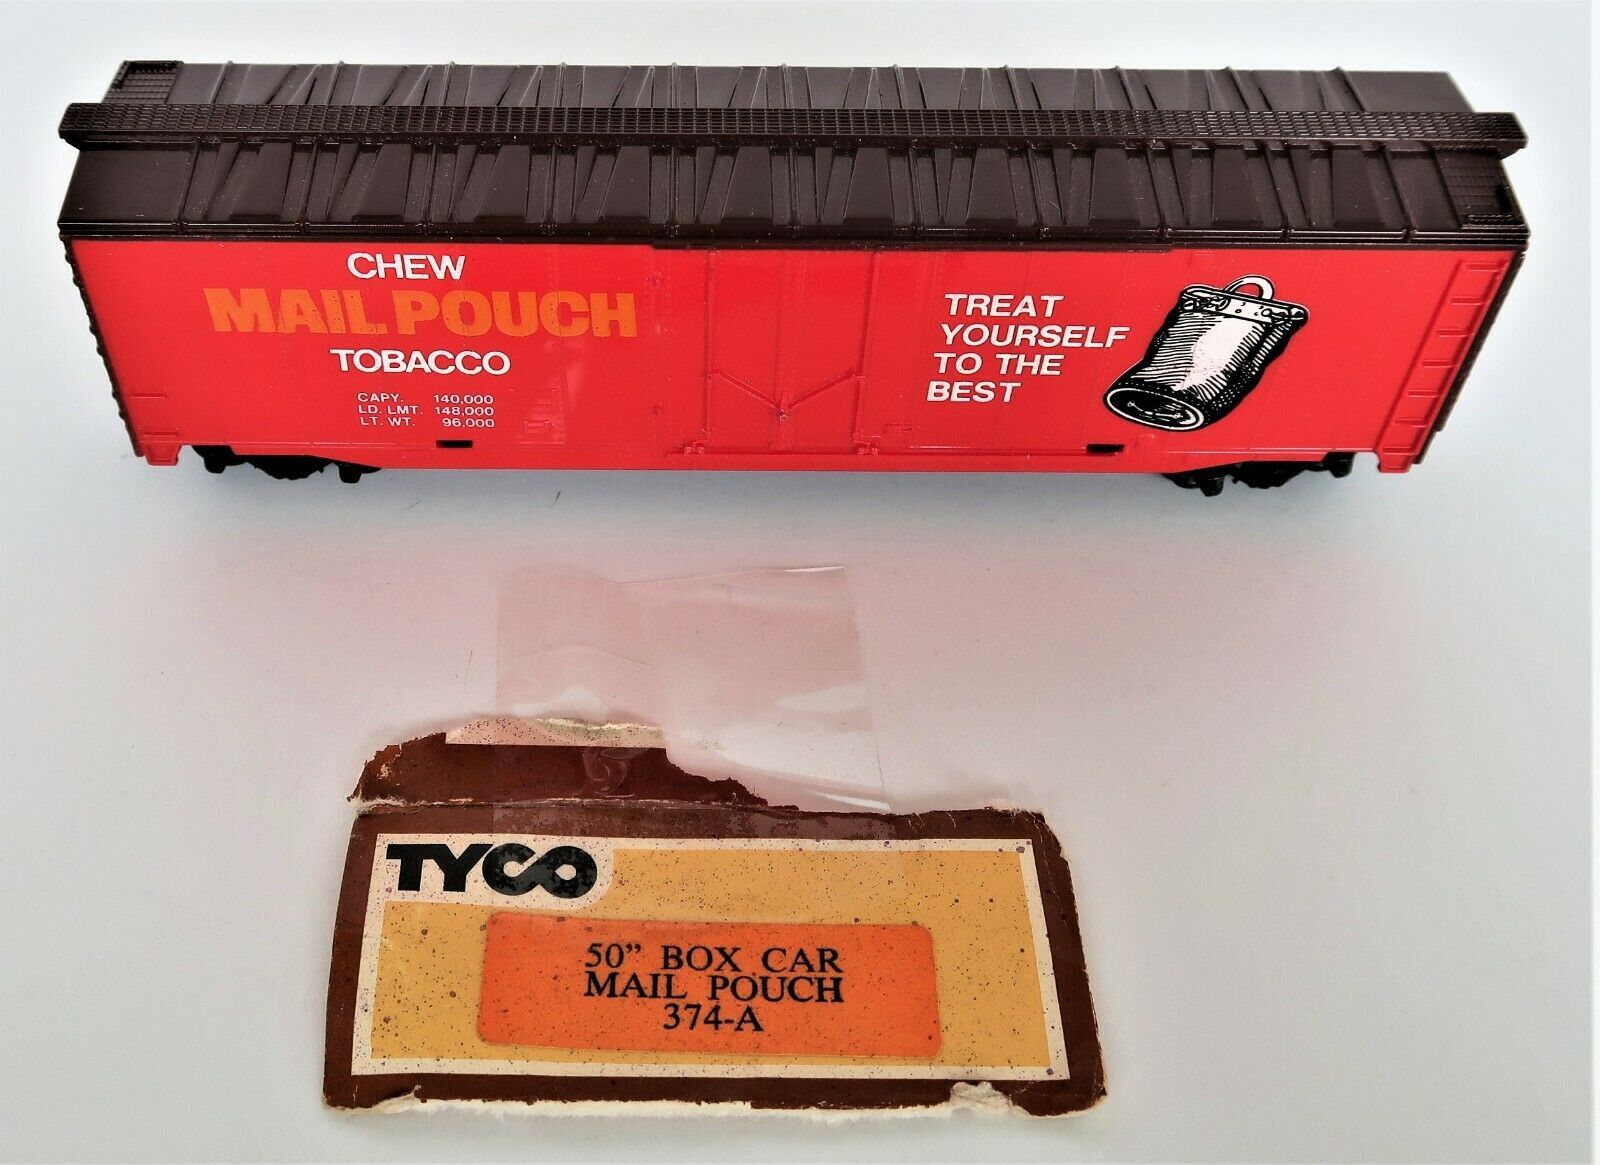 CHEW
MAIL POUCH
TOBACCO
CAPY. 140,000
LD. LMT. 148,000
LT. WT. 96,000
TREAT
YOURSELF
TO THE
BEST
TYCO
50” BOX CAR
MAIL POUCH
374-A